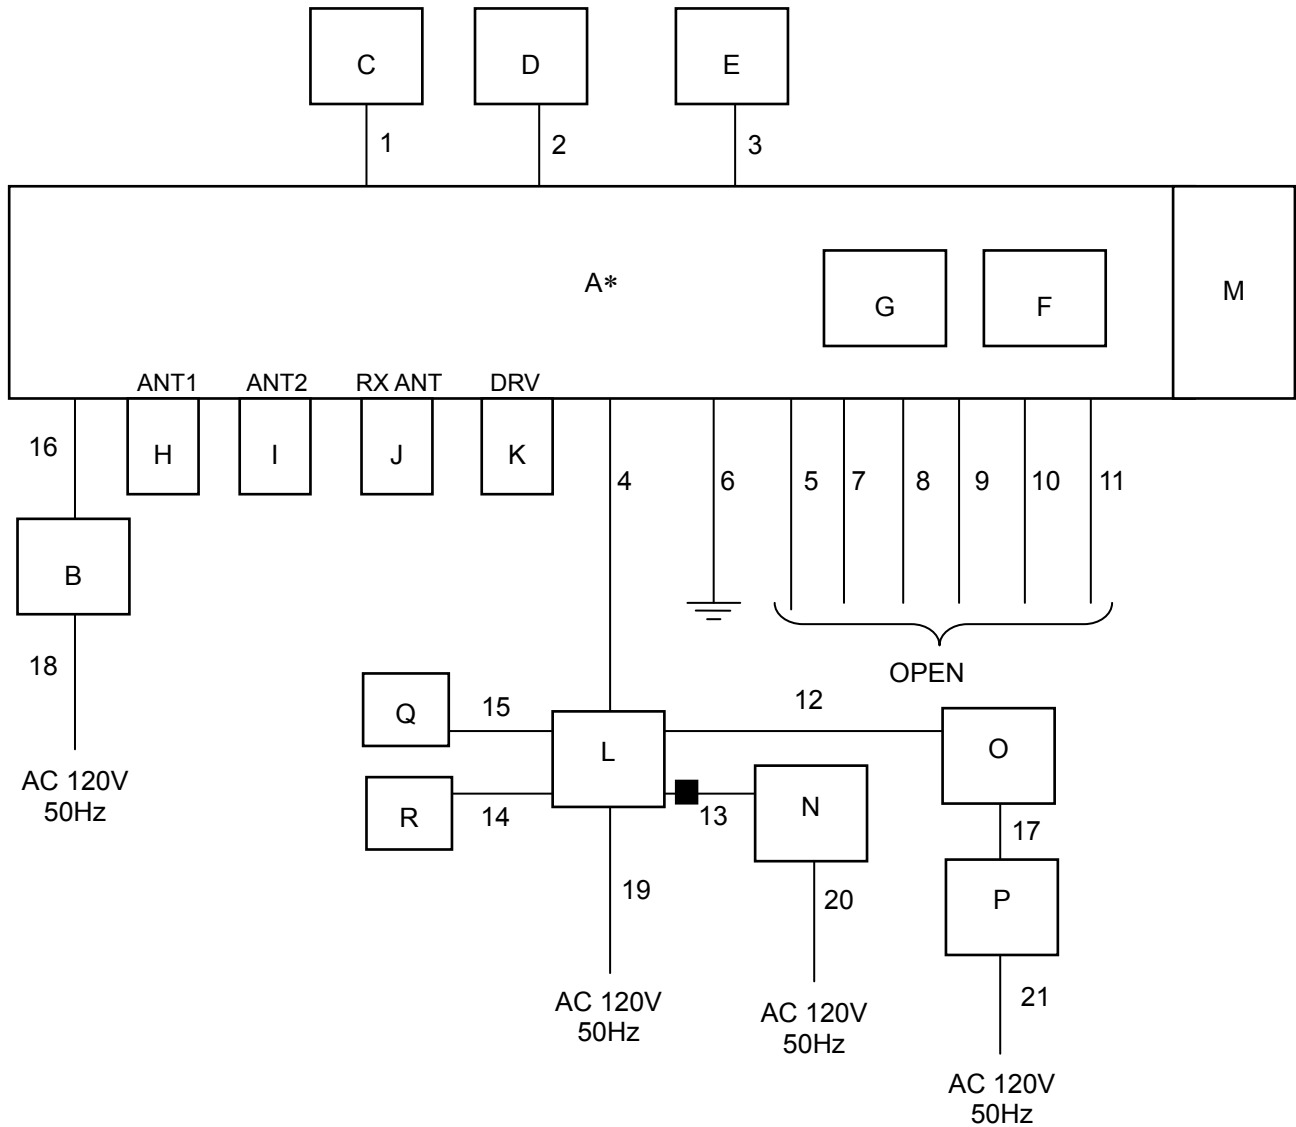 C
D
E
1
2
3
A*
G
F
M
ANT1
ANT2
RX ANT
DRV
16
H
I
J
K
4
6
5
7
8
9
10
11
B
18
OPEN
Q
15
12
L
O
AC 120V
50Hz
R
14
13
N
17
19
20
P
AC 120V
50Hz
AC 120V
50Hz
21
AC 120V
50Hz